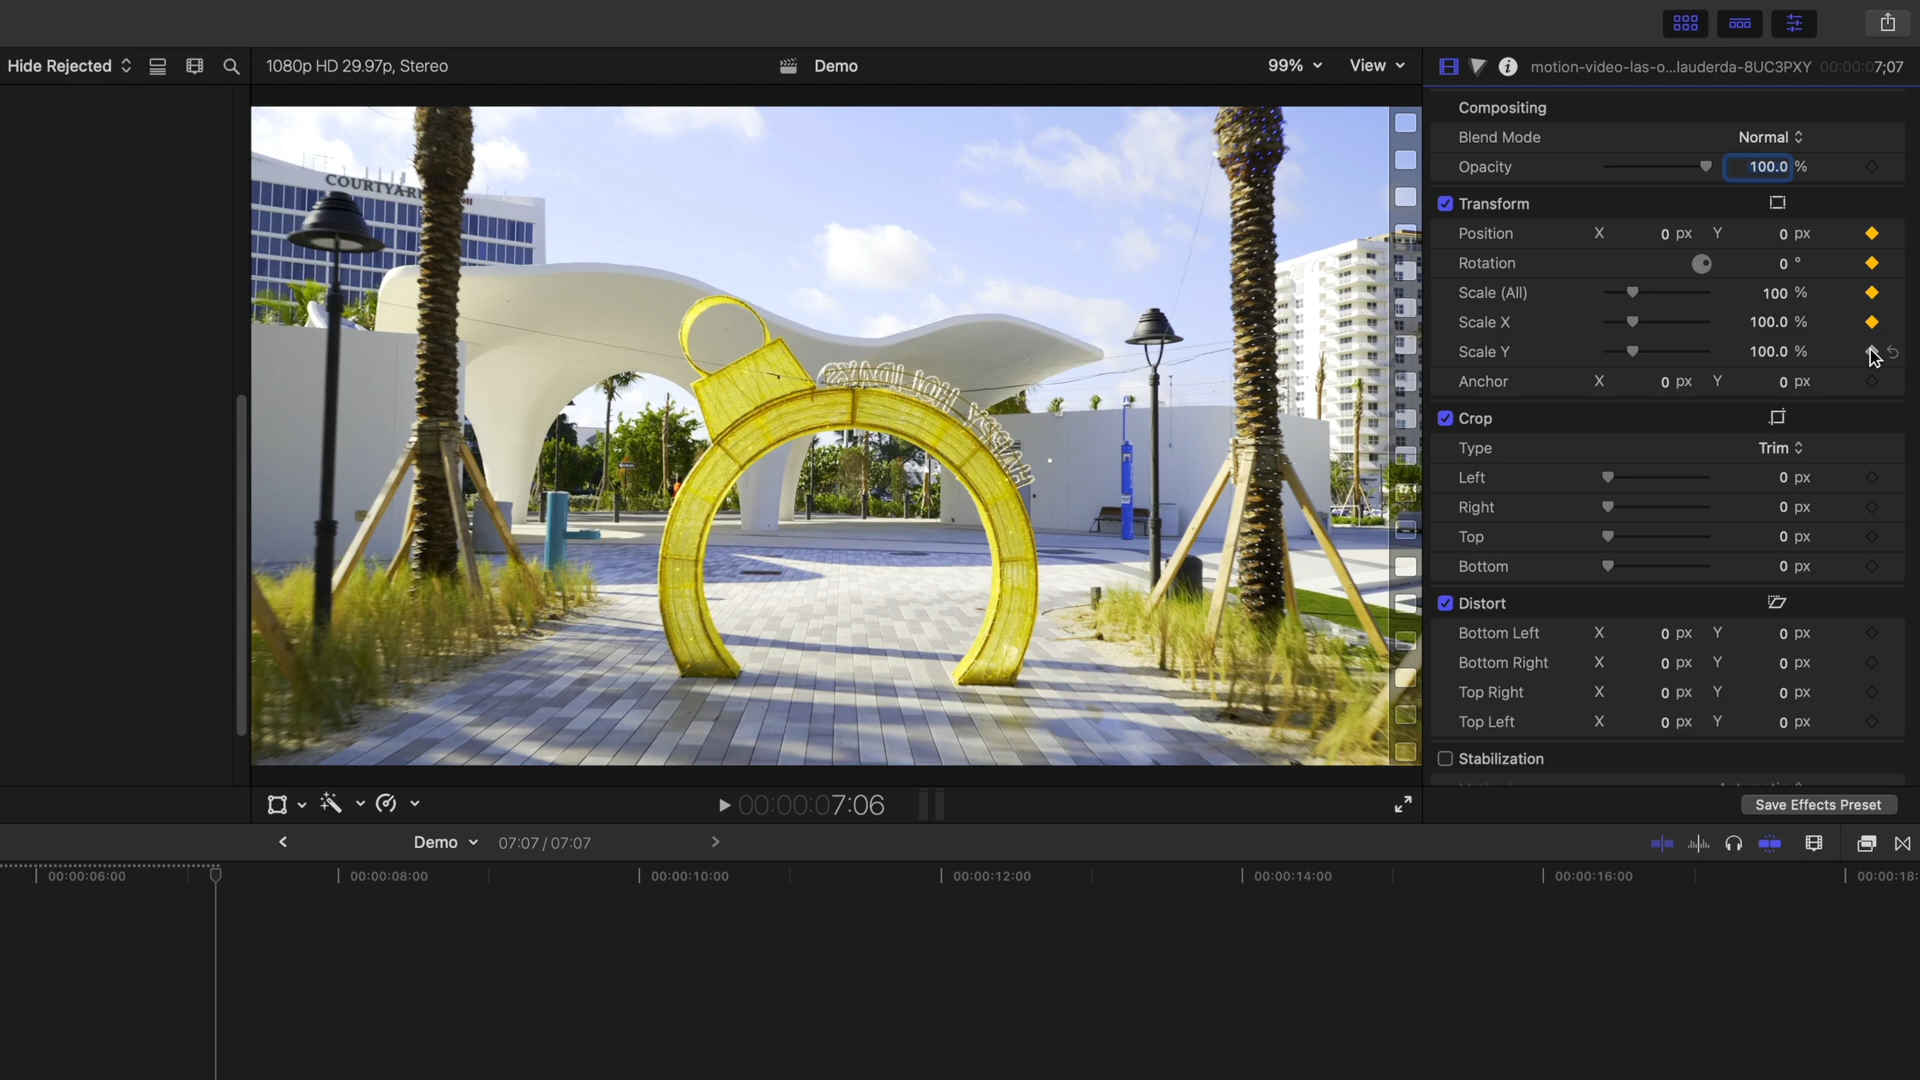 Hide Rejected
1080p HD 29.97p, Stereo
Demo
99%
View
motion-video-las-o...lauderda-8UC3PXY
00:00:07;07
COURTYARD
HAPPY HOLIDAYS
Compositing
Blend Mode Normal
Opacity 100.0 %
Transform
Position X 0 px Y 0 px
Rotation 0 °
Scale (All) 100 %
Scale X 100.0 %
Scale Y 100.0 %
Anchor X 0 px Y 0 px
Crop
Type Trim
Left 0 px
Right 0 px
Top 0 px
Bottom 0 px
Distort
Bottom Left X 0 px Y 0 px
Bottom Right X 0 px Y 0 px
Top Right X 0 px Y 0 px
Top Left X 0 px Y 0 px
Stabilization
Save Effects Preset
00:00:07:06
Demo
07:07 / 07:07
00:00:06:00
00:00:08:00
00:00:10:00
00:00:12:00
00:00:14:00
00:00:16:00
00:00:18: